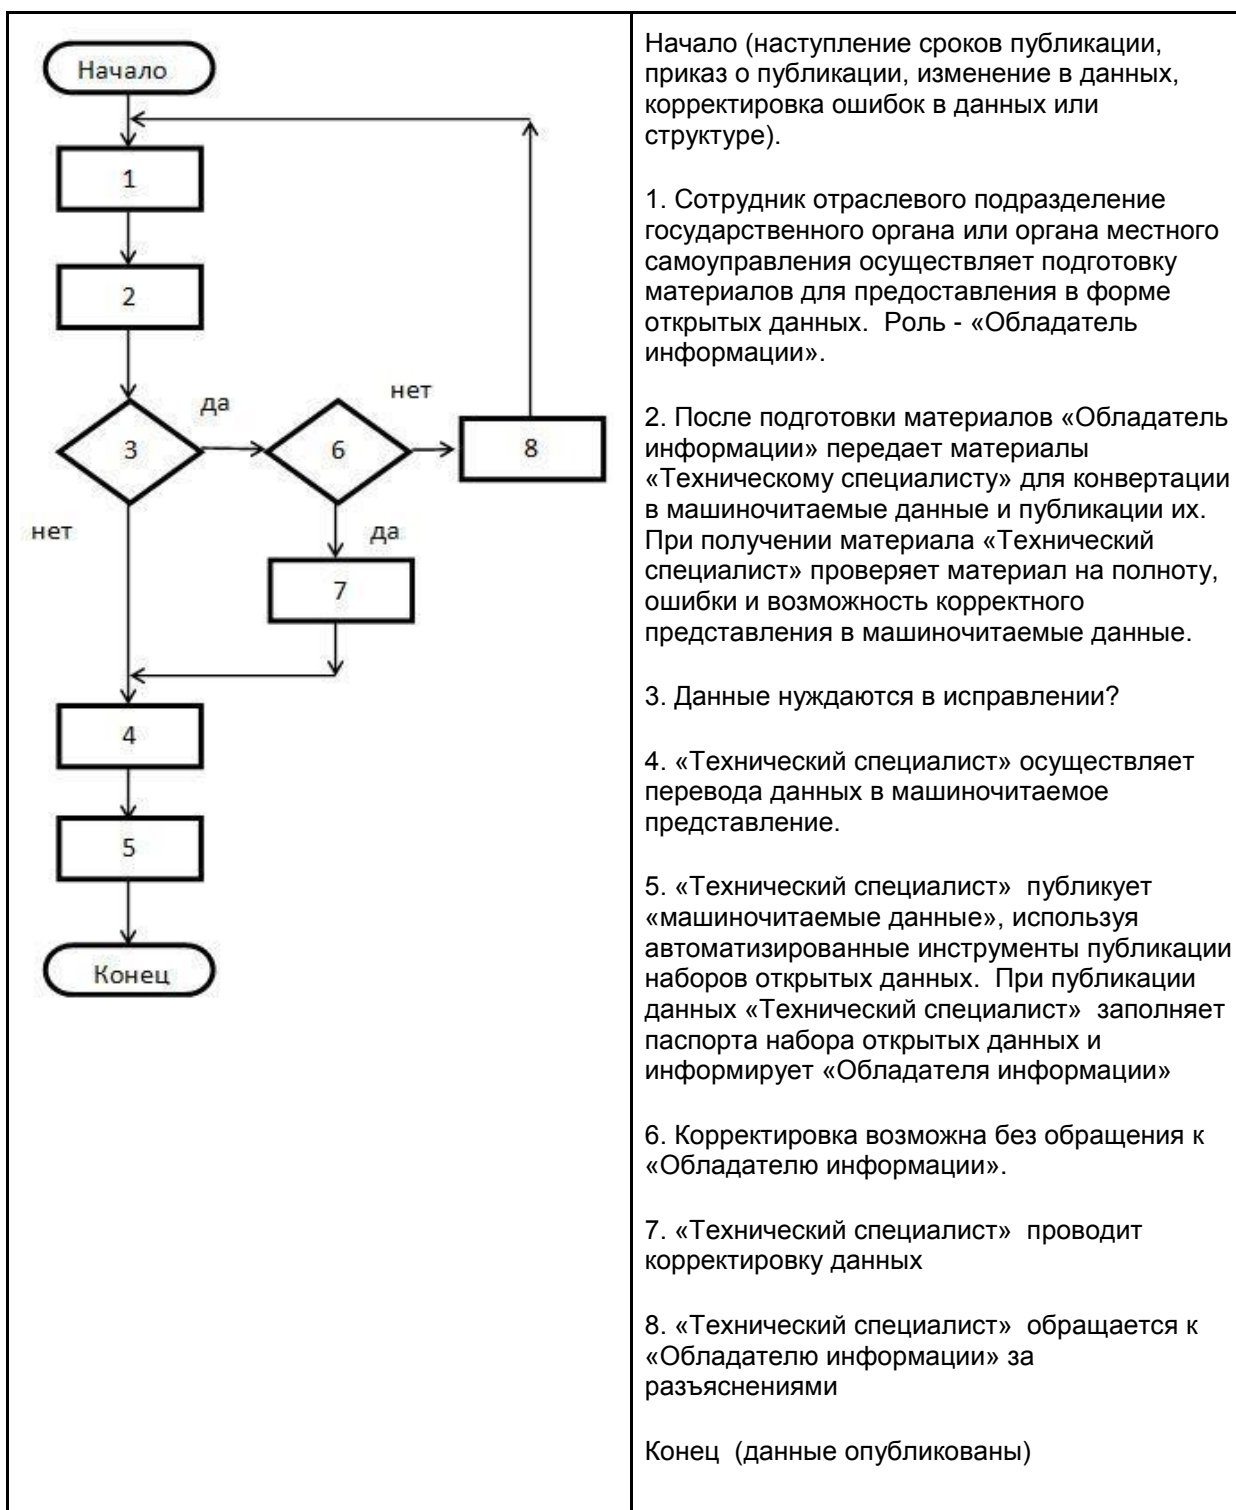 Начало
1
2
3
да
нет
6
нет
8
да
7
4
5
Конец
Начало (наступление сроков публикации,
приказ о публикации, изменение в данных,
корректировка ошибок в данных или
структуре).
1. Сотрудник отраслевого подразделение
государственного органа или органа местного
самоуправления осуществляет подготовку
материалов для предоставления в форме
открытых данных.  Роль - «Обладатель
информации».
2. После подготовки материалов «Обладатель
информации» передает материалы
«Техническому специалисту» для конвертации
в машиночитаемые данные и публикации их.
При получении материала «Технический
специалист» проверяет материал на полноту,
ошибки и возможность корректного
представления в машиночитаемые данные.
3. Данные нуждаются в исправлении?
4. «Технический специалист» осуществляет
перевода данных в машиночитаемое
представление.
5. «Технический специалист»  публикует
«машиночитаемые данные», используя
автоматизированные инструменты публикации
наборов открытых данных.  При публикации
данных «Технический специалист»  заполняет
паспорта набора открытых данных и
информирует «Обладателя информации»
6. Корректировка возможна без обращения к
«Обладателю информации».
7. «Технический специалист»  проводит
корректировку данных
8. «Технический специалист»  обращается к
«Обладателю информации» за
разъяснениями
Конец  (данные опубликованы)